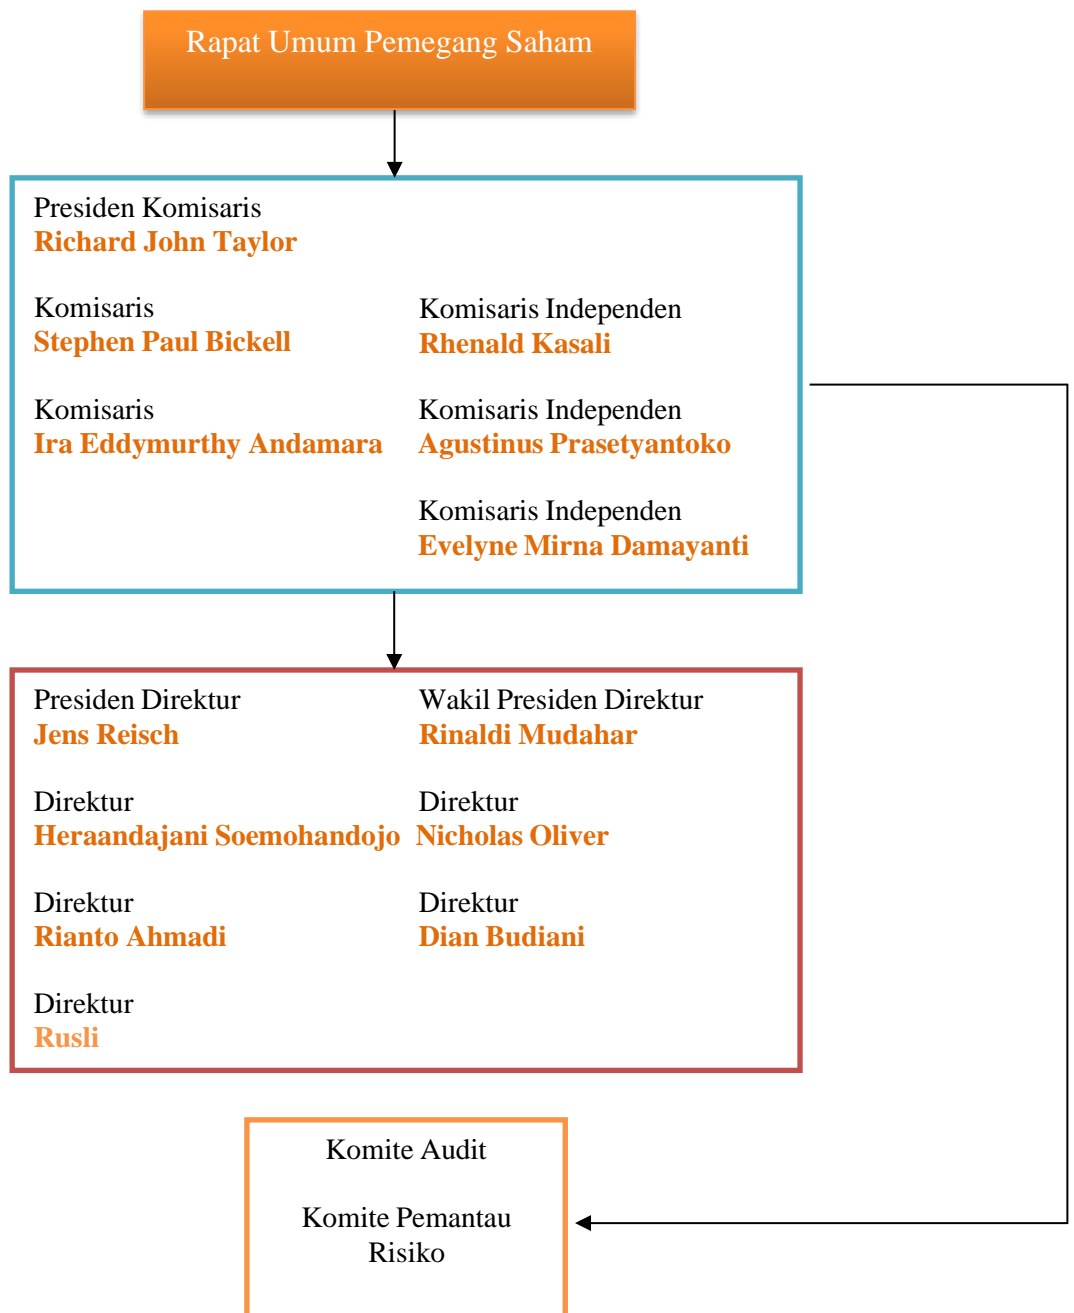 Rapat Umum Pemegang Saham
Presiden Komisaris
Richard John Taylor
Komisaris
Stephen Paul Bickell
Komisaris Independen
Rhenald Kasali
Komisaris
Ira Eddymurthy Andamara
Komisaris Independen
Agustinus Prasetyantoko
Komisaris Independen
Evelyne Mirna Damayanti
Presiden Direktur
Jens Reisch
Wakil Presiden Direktur
Rinaldi Mudahar
Direktur
Heraandajani Soemohandojo
Direktur
Nicholas Oliver
Direktur
Rianto Ahmadi
Direktur
Dian Budiani
Direktur
Rusli
Komite Audit
Komite Pemantau
Risiko